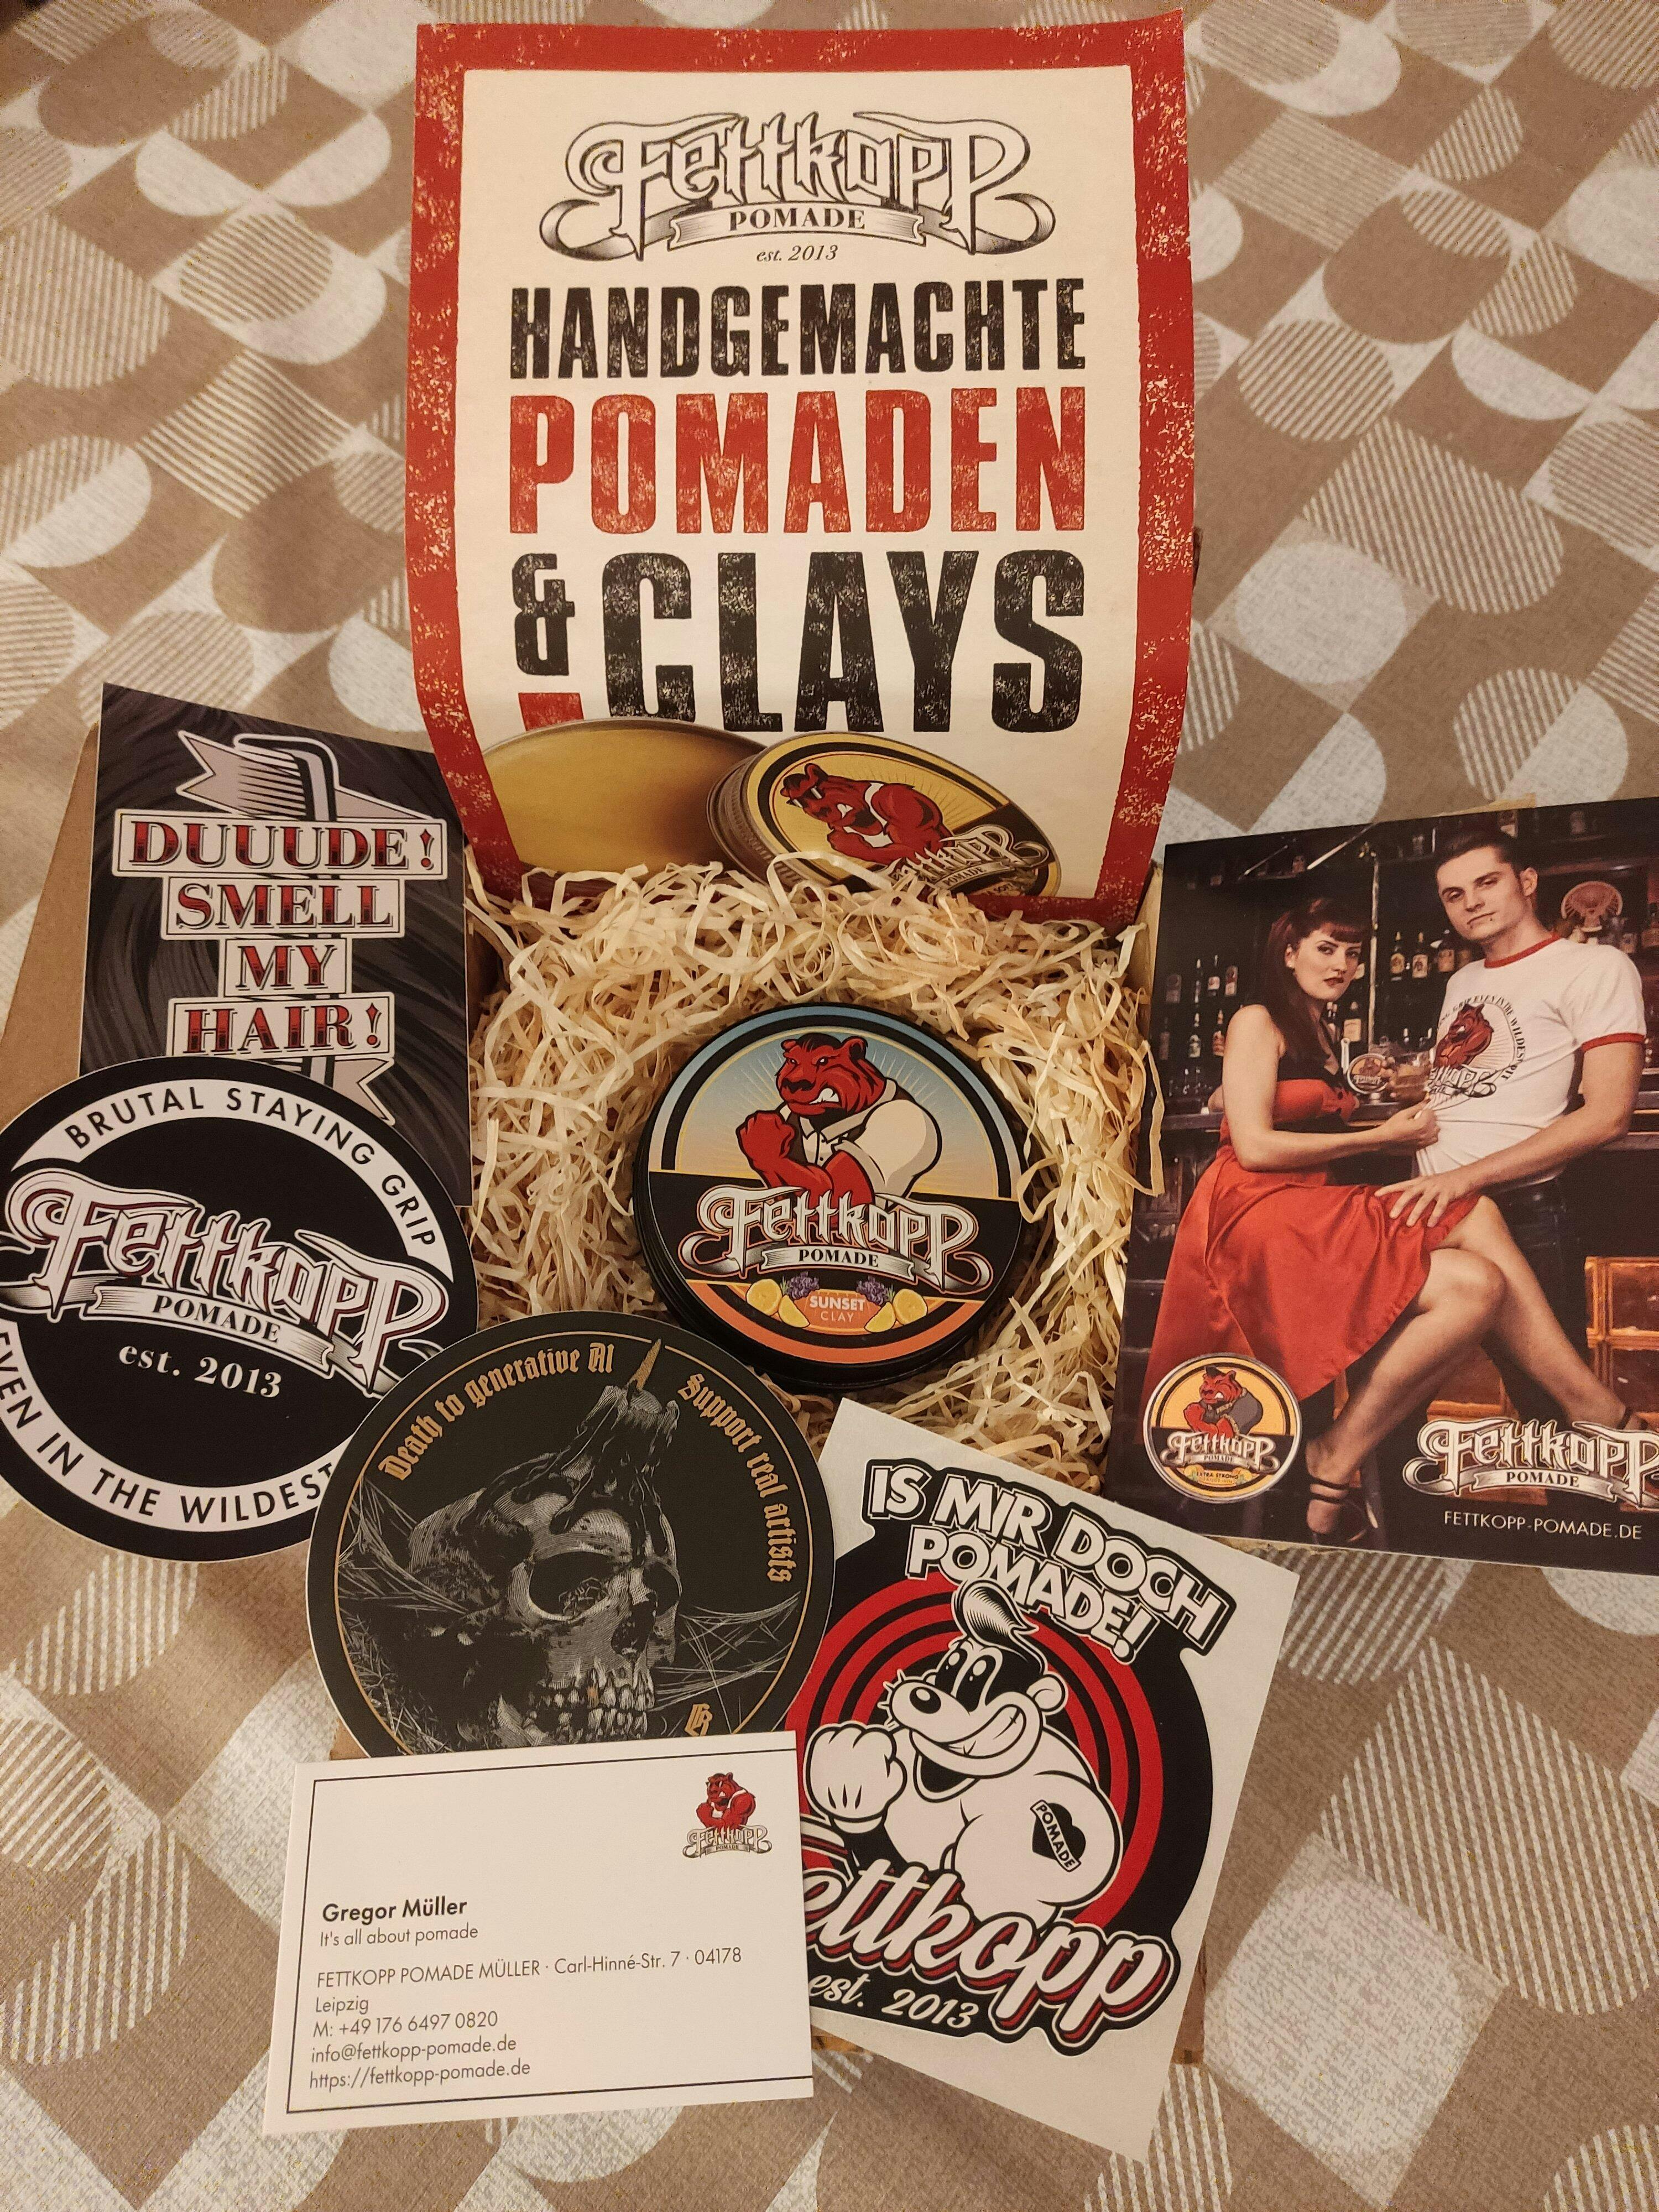 Fettkopp
POMADE
est. 2013
HANDGEMACHTE
POMADEN
& CLAYS
Fettkopp
POMADE
DUUUDE!
SMELL
MY
HAIR!
BRUTAL STAYING GRIP
Fettkopp
POMADE
est. 2013
EVEN IN THE WILDEST
Fettkopp
POMADE
SUNSET
CLAY
Fettkopp
POMADE
EXTRA STRONG
Fettkopp
POMADE
FETTKOPP-POMADE.DE
Death to generative AI
Support real artists
IS MIR DOCH
POMADE!
POMADE
ettkopp
est. 2013
Fettkopp
POMADE
Gregor Müller
It's all about pomade
FETTKOPP POMADE MÜLLER · Carl-Hinné-Str. 7 · 04178
Leipzig
M: +49 176 6497 0820
info@fettkopp-pomade.de
https://fettkopp-pomade.de